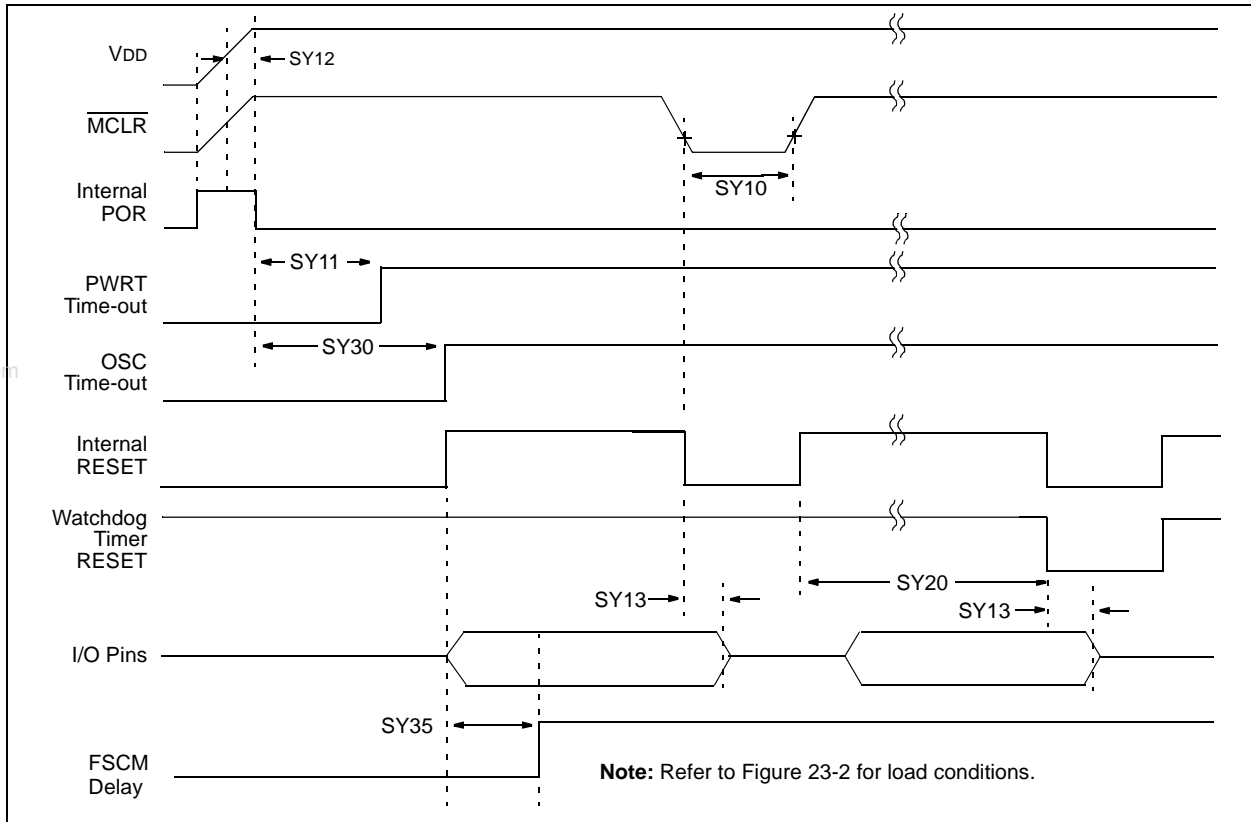 VDD
SY12
MCLR
SY10
Internal
POR
SY11
PWRT
Time-out
SY30
OSC
Time-out
m
Internal
RESET
Watchdog
Timer
RESET
SY20
SY13
SY13
I/O Pins
SY35
FSCM
Delay
Note: Refer to Figure 23-2 for load conditions.